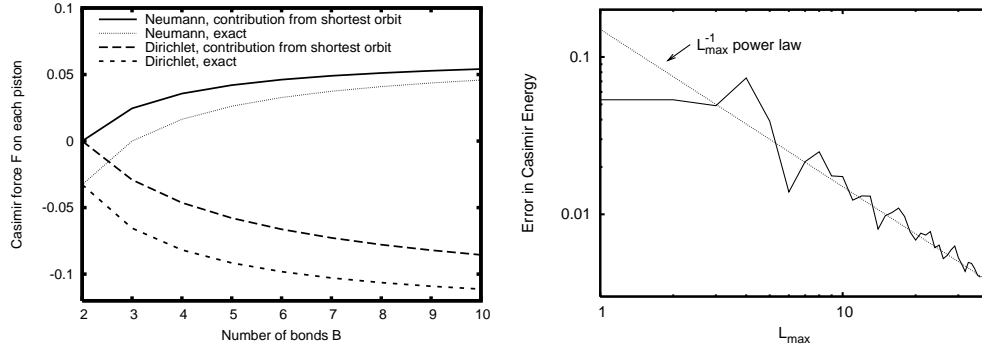 Neumann, contribution from shortest orbit
Neumann, exact
Dirichlet, contribution from shortest orbit
Dirichlet, exact
0.1
0.05
0
-0.05
-0.1
Casimir force F on each piston
2 3 4 5 6 7 8 9 10
Number of bonds B
L_max^-1 power law
0.1
0.01
Error in Casimir Energy
1 10
L_max